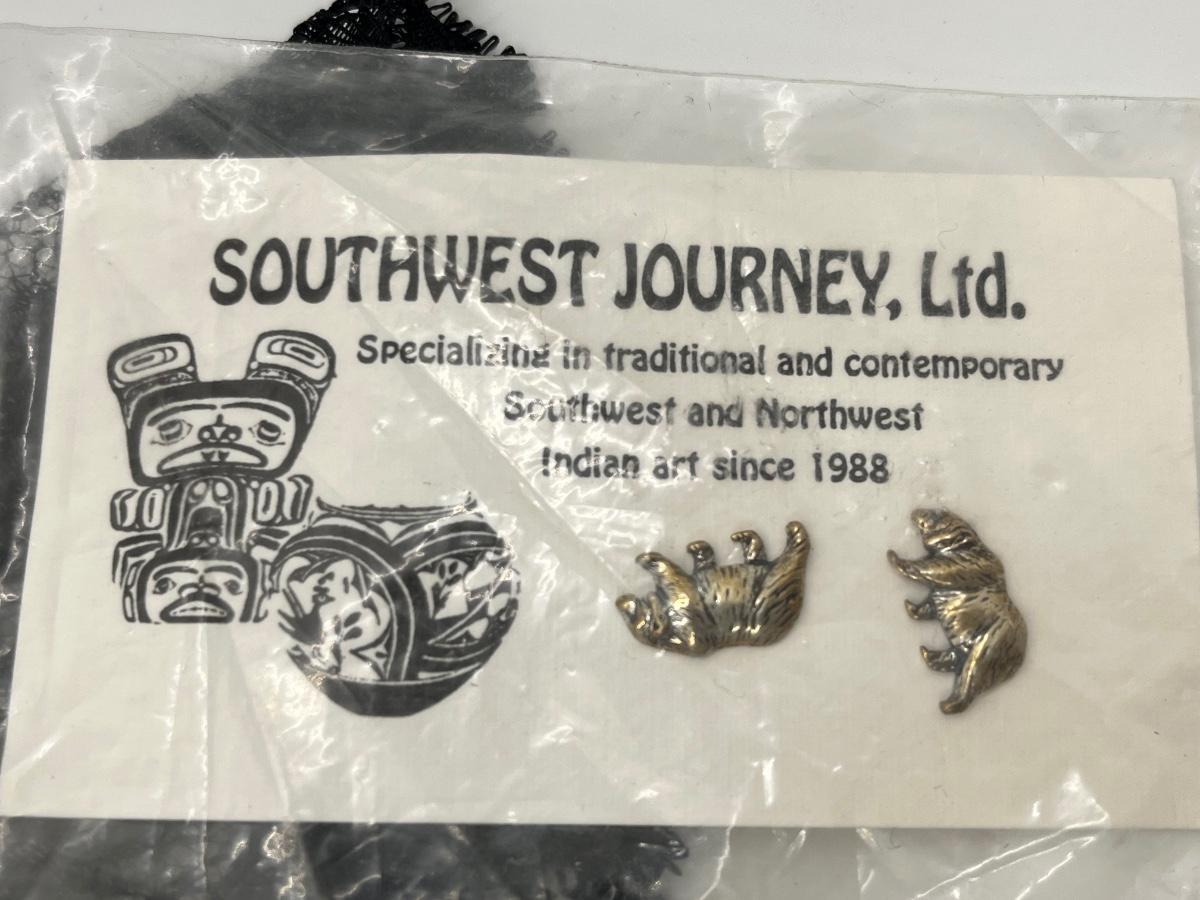 SOUTHWEST JOURNEY, Ltd.
Specializing in traditional and contemporary
Southwest and Northwest
Indian art since 1988